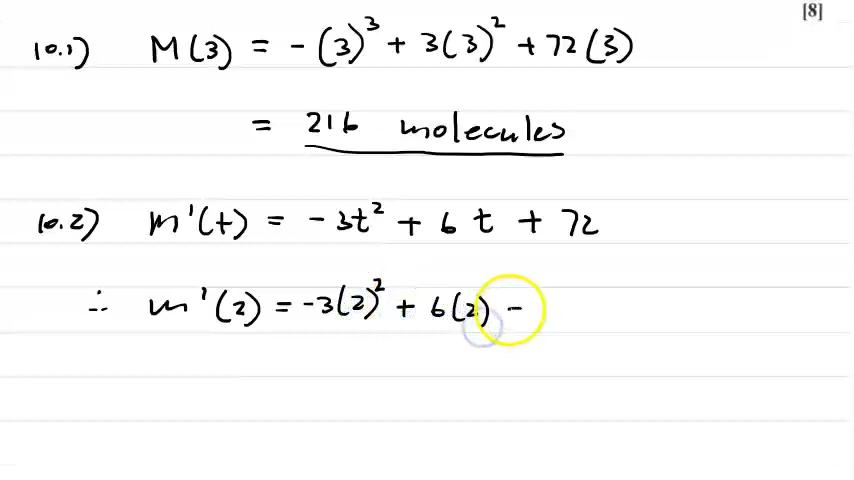 [8]
10.1) M(3) = -(3)³ + 3(3)² + 72(3)
= 216 molecules
10.2) m'(t) = -3t² + 6t + 72
∴ m'(2) = -3(2)² + 6(2) -